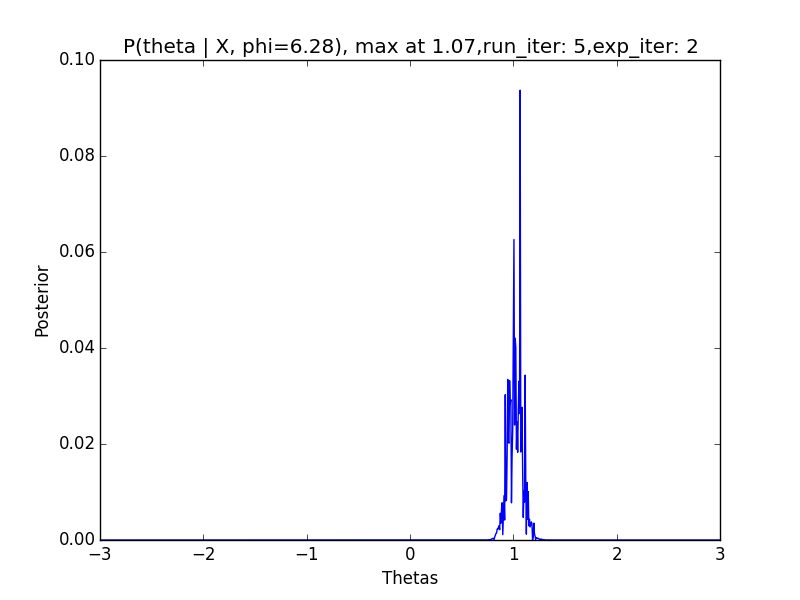 P(theta | X, phi=6.28), max at 1.07,run_iter: 5,exp_iter: 2
0.10
0.08
0.06
0.04
0.02
0.00
Posterior
−3 −2 −1 0 1 2 3
Thetas